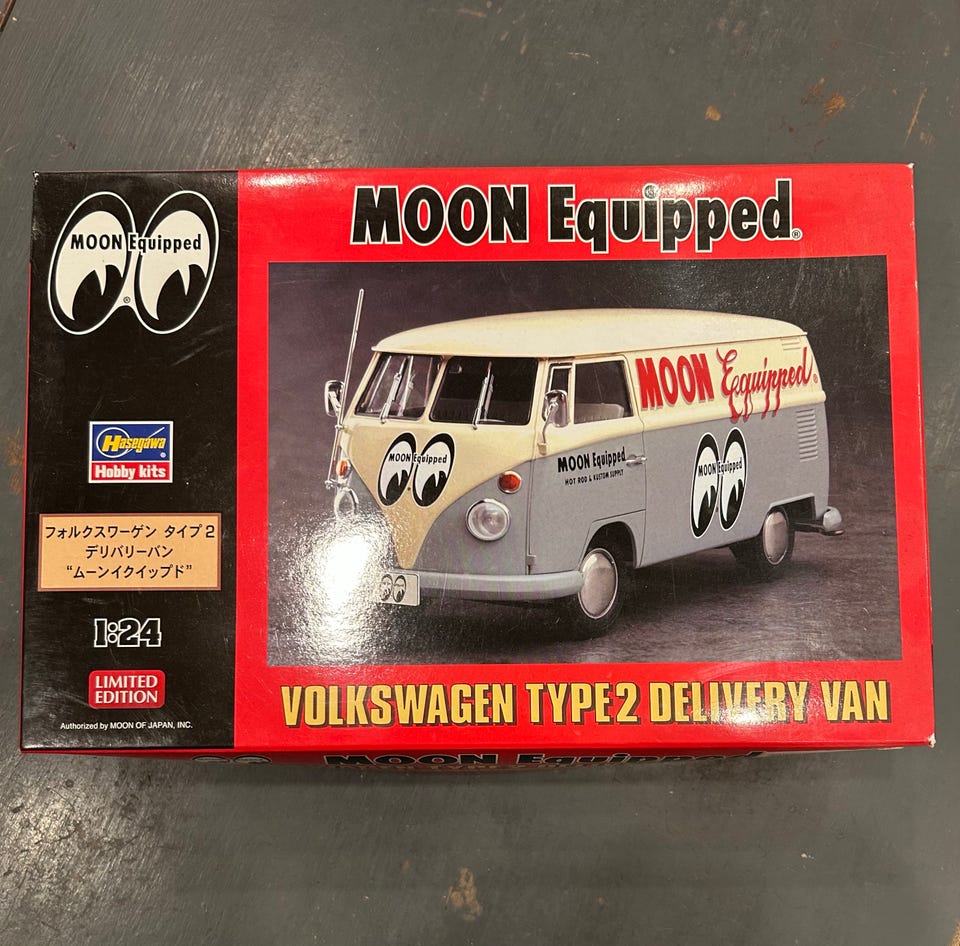 MOON Equipped
®
MOON Equipped®
Hasegawa
Hobby kits
フォルクスワーゲン タイプ2
デリバリーバン
“ムーンイクイップド”
1:24
LIMITED
EDITION
Authorized by MOON OF JAPAN, INC.
MOON Equipped®
MOON Equipped
MOON Equipped
HOT ROD & KUSTOM SUPPLY
MOON Equipped
VOLKSWAGEN TYPE2 DELIVERY VAN
MOON Equipped